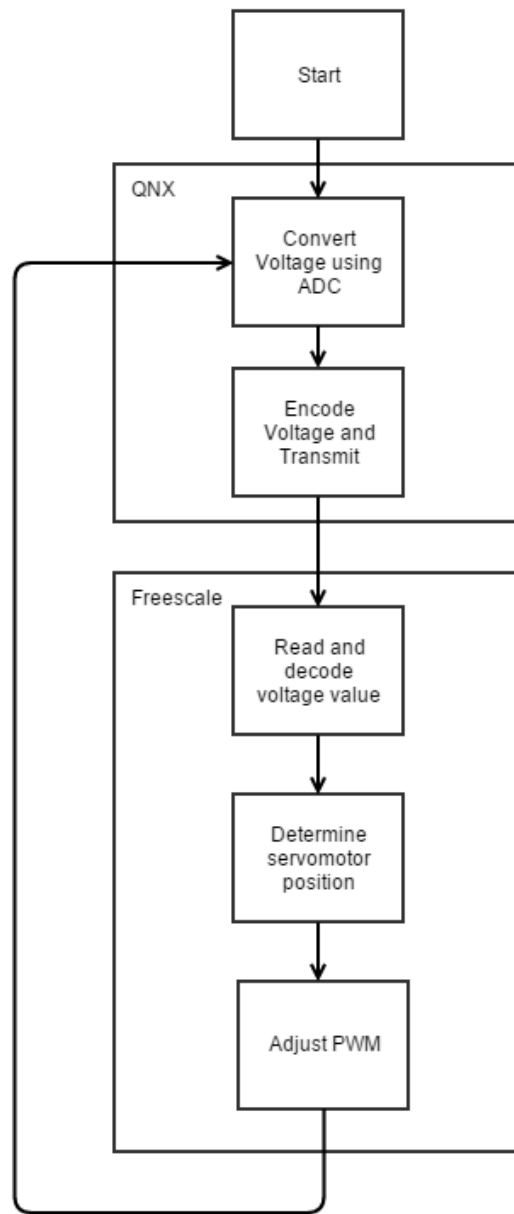 Start
QNX
Convert
Voltage using
ADC
Encode
Voltage and
Transmit
Freescale
Read and
decode
voltage value
Determine
servomotor
position
Adjust PWM